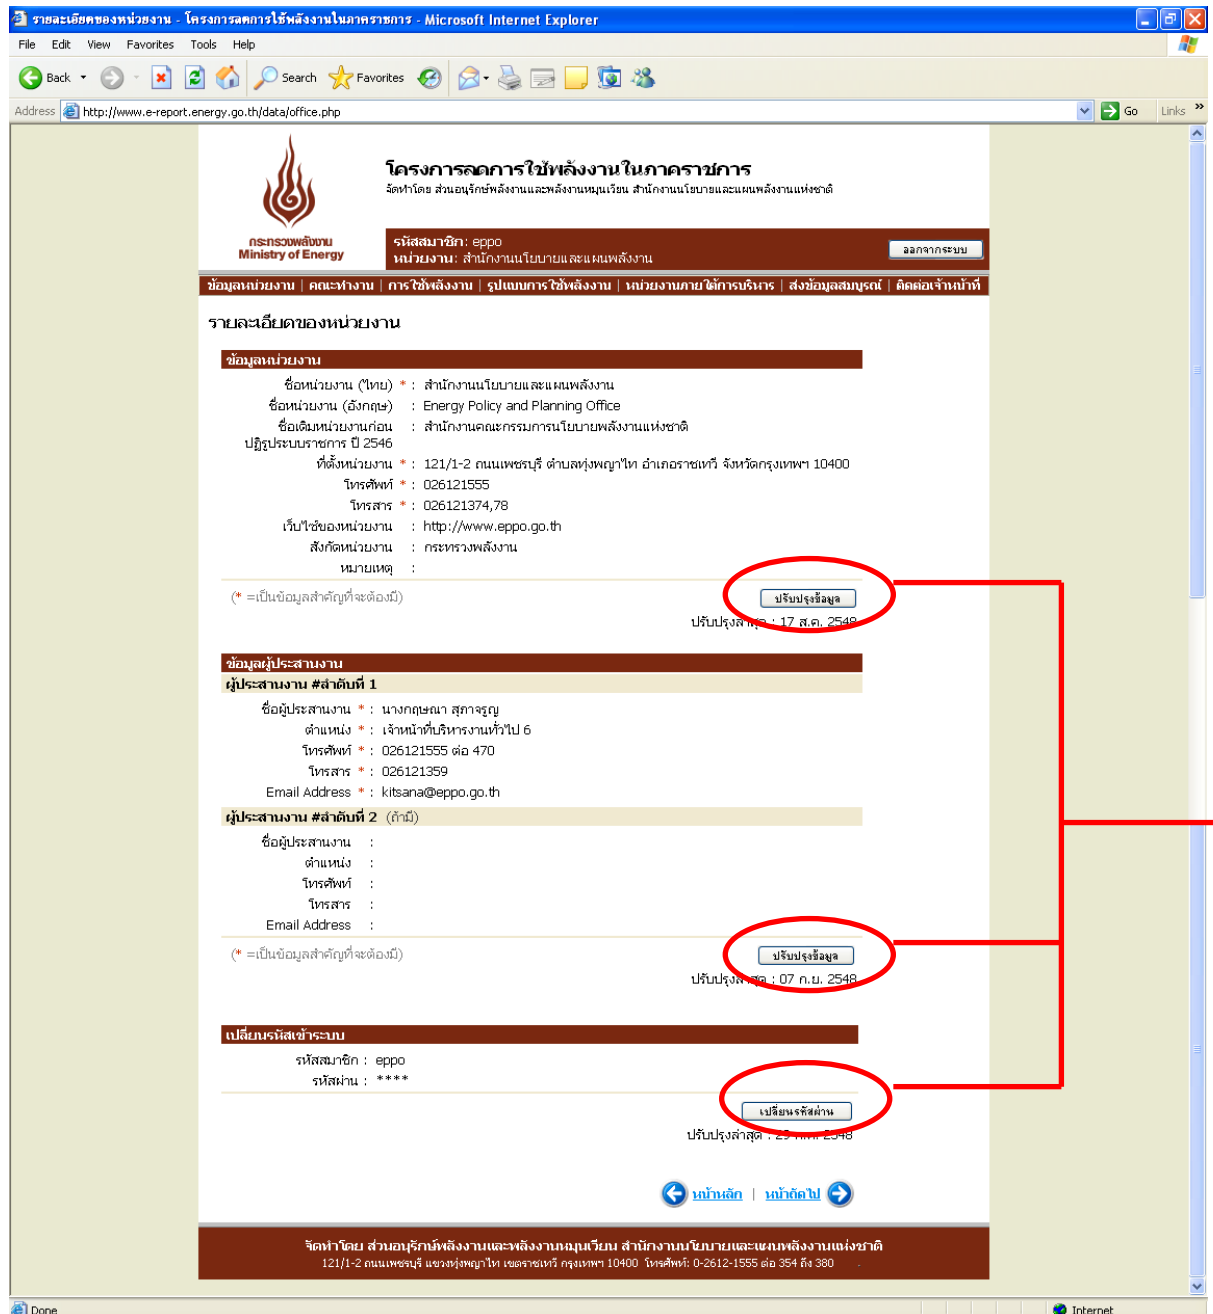 รายละเอียดของหน่วยงาน - โครงการลดการใช้พลังงานในภาคราชการ - Microsoft Internet Explorer
File Edit View Favorites Tools Help
Back Search Favorites
Address http://www.e-report.energy.go.th/data/office.php Go Links
โครงการลดการใช้พลังงานในภาคราชการ
จัดทำโดย ส่วนอนุรักษ์พลังงานและพลังงานหมุนเวียน สำนักงานนโยบายและแผนพลังงานแห่งชาติ
กระทรวงพลังงาน
Ministry of Energy
รหัสสมาชิก: eppo
หน่วยงาน: สำนักงานนโยบายและแผนพลังงาน
ออกจากระบบ
ข้อมูลหน่วยงาน | คณะทำงาน | การใช้พลังงาน | รูปแบบการใช้พลังงาน | หน่วยงานภายใต้การบริหาร | ส่งข้อมูลสมบูรณ์ | ติดต่อเจ้าหน้าที่
รายละเอียดของหน่วยงาน
ข้อมูลหน่วยงาน
ชื่อหน่วยงาน (ไทย) * : สำนักงานนโยบายและแผนพลังงาน
ชื่อหน่วยงาน (อังกฤษ) : Energy Policy and Planning Office
ชื่อเดิมหน่วยงานก่อน : สำนักงานคณะกรรมการนโยบายพลังงานแห่งชาติ
ปฏิรูประบบราชการ ปี 2546
ที่ตั้งหน่วยงาน * : 121/1-2 ถนนเพชรบุรี ตำบลทุ่งพญาไท อำเภอราชเทวี จังหวัดกรุงเทพฯ 10400
โทรศัพท์ * : 026121555
โทรสาร * : 026121374,78
เว็บไซ้ของหน่วยงาน : http://www.eppo.go.th
สังกัดหน่วยงาน : กระทรวงพลังงาน
หมายเหตุ :
(* =เป็นข้อมูลสำคัญที่จะต้องมี)
ปรับปรุงข้อมูล
ปรับปรุงล่าสุด : 17 ส.ค. 2548
ข้อมูลผู้ประสานงาน
ผู้ประสานงาน #ลำดับที่ 1
ชื่อผู้ประสานงาน * : นางกฤษณา สุภาจรูญ
ตำแหน่ง * : เจ้าหน้าที่บริหารงานทั่วไป 6
โทรศัพท์ * : 026121555 ต่อ 470
โทรสาร * : 026121359
Email Address * : kitsana@eppo.go.th
ผู้ประสานงาน #ลำดับที่ 2 (ถ้ามี)
ชื่อผู้ประสานงาน :
ตำแหน่ง :
โทรศัพท์ :
โทรสาร :
Email Address :
(* =เป็นข้อมูลสำคัญที่จะต้องมี)
ปรับปรุงข้อมูล
ปรับปรุงล่าสุด : 07 ก.ย. 2548
เปลี่ยนรหัสเข้าระบบ
รหัสสมาชิก : eppo
รหัสผ่าน : ****
เปลี่ยนรหัสผ่าน
ปรับปรุงล่าสุด : 2548
หน้าหลัก | หน้าถัดไป
จัดทำโดย ส่วนอนุรักษ์พลังงานและพลังงานหมุนเวียน สำนักงานนโยบายและแผนพลังงานแห่งชาติ
121/1-2 ถนนเพชรบุรี แขวงทุ่งพญาไท เขตราชเทวี กรุงเทพฯ 10400 โทรศัพท์: 0-2612-1555 ต่อ 354 ถึง 380
Done Internet